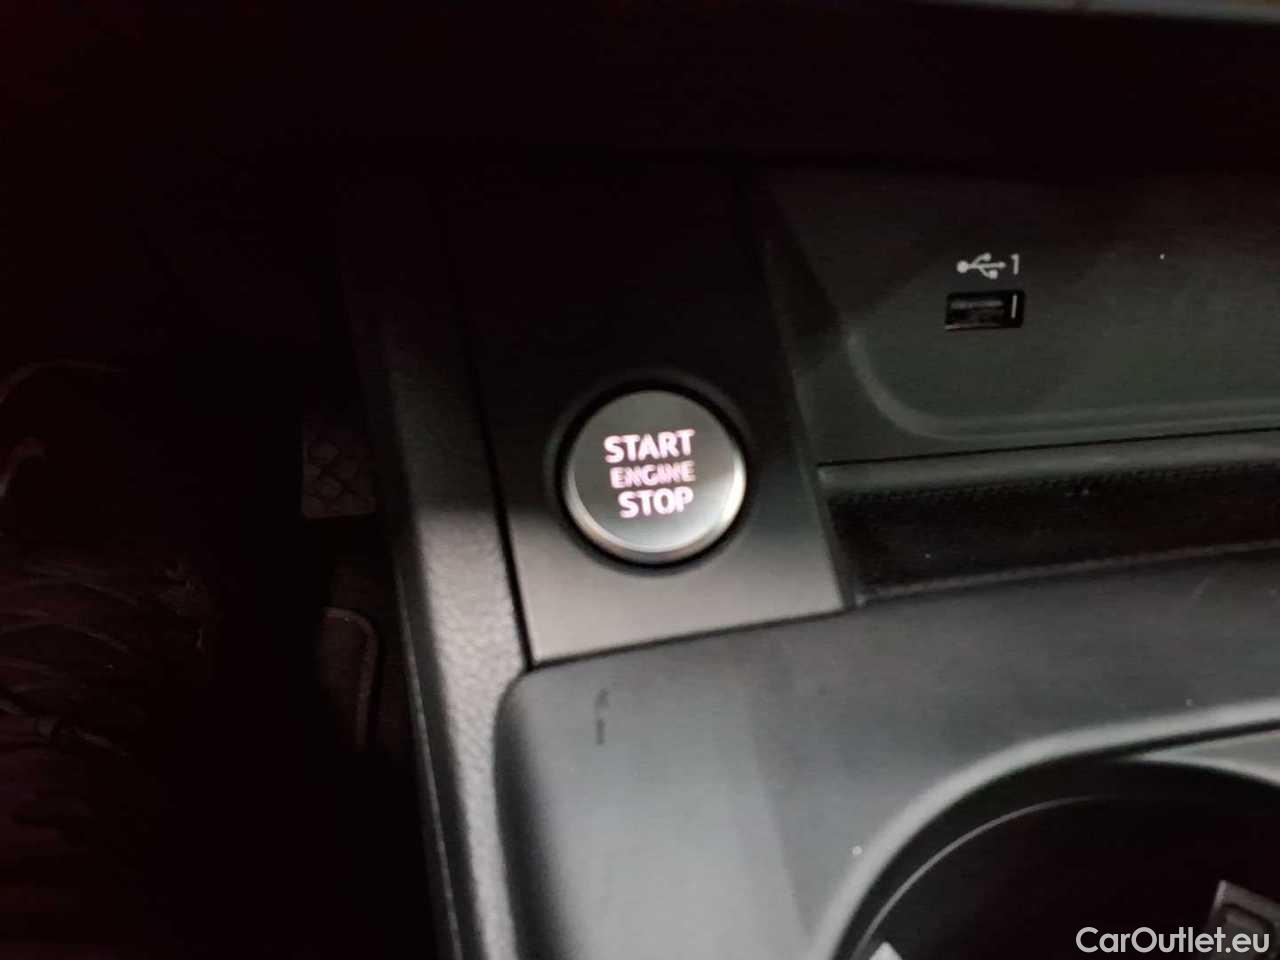 1
START
ENGINE
STOP
CarOutlet.eu